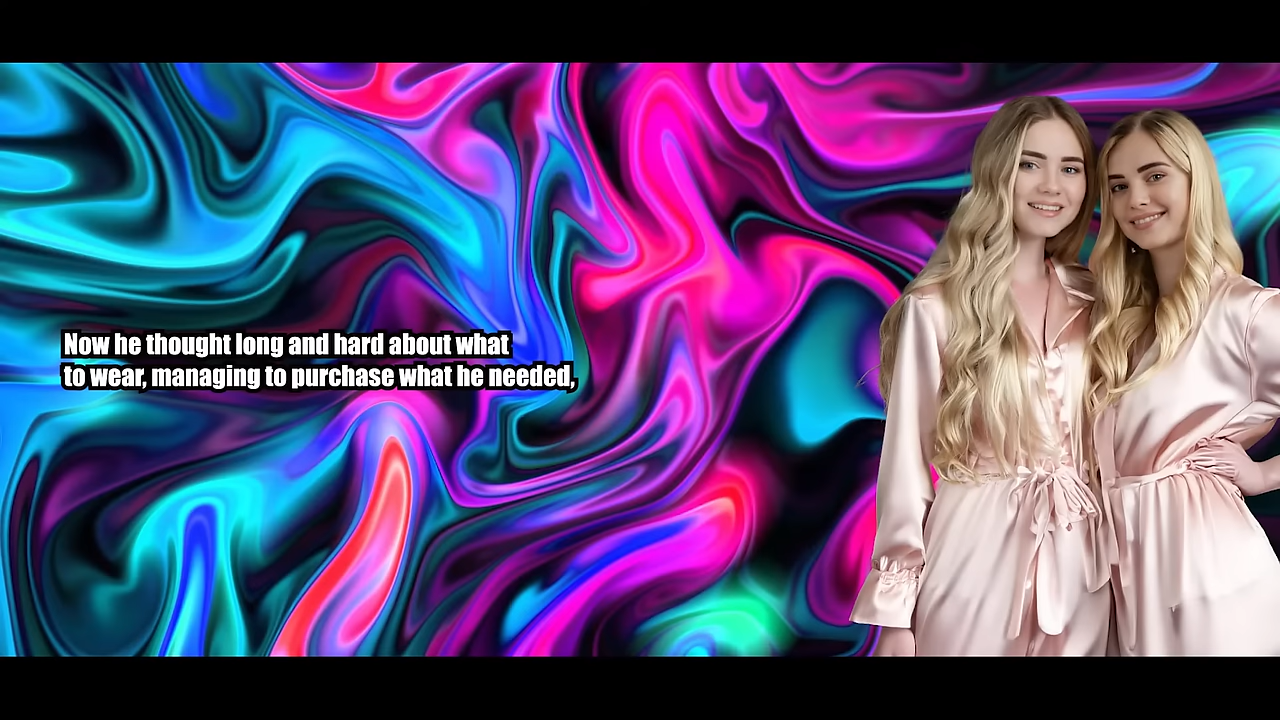 Now he thought long and hard about what
to wear, managing to purchase what he needed,